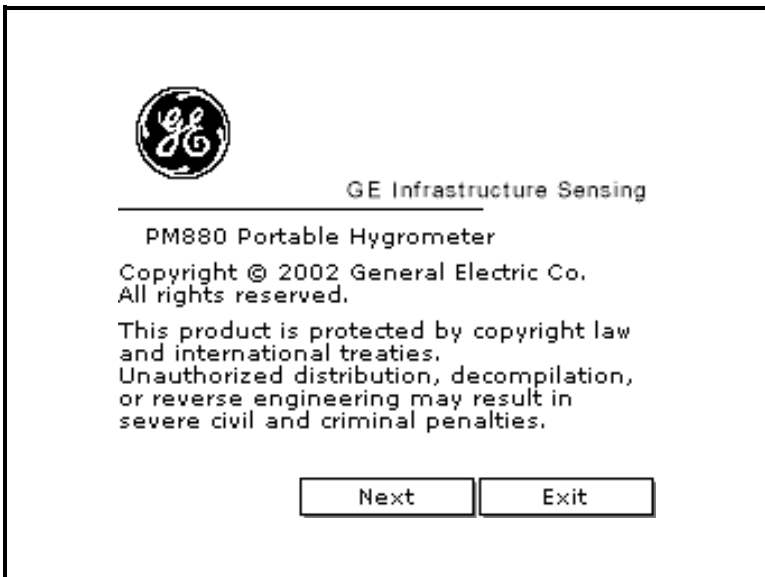 GE
GE Infrastructure Sensing
PM880 Portable Hygrometer
Copyright © 2002 General Electric Co.
All rights reserved.
This product is protected by copyright law
and international treaties.
Unauthorized distribution, decompilation,
or reverse engineering may result in
severe civil and criminal penalties.
Next
Exit